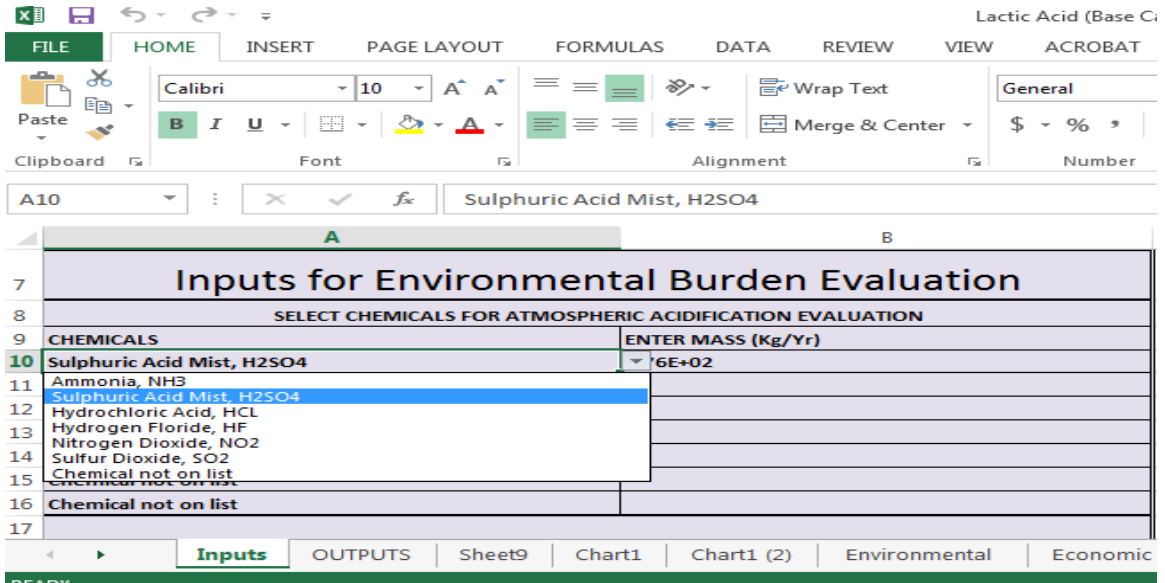 Lactic Acid (Base Ca
FILE HOME INSERT PAGE LAYOUT FORMULAS DATA REVIEW VIEW ACROBAT
Calibri 10 A A Wrap Text General
Paste B I U A Merge & Center $ %
Clipboard Font Alignment Number
A10 fx Sulphuric Acid Mist, H2SO4
A B
7 Inputs for Environmental Burden Evaluation
8 SELECT CHEMICALS FOR ATMOSPHERIC ACIDIFICATION EVALUATION
9 CHEMICALS ENTER MASS (Kg/Yr)
10 Sulphuric Acid Mist, H2SO4 6E+02
11 Ammonia, NH3
Sulphuric Acid Mist, H2SO4
12 Hydrochloric Acid, HCL
13 Hydrogen Floride, HF
Nitrogen Dioxide, NO2
14 Sulfur Dioxide, SO2
15 Chemical not on list
16 Chemical not on list
17
Inputs OUTPUTS Sheet9 Chart1 Chart1 (2) Environmental Economic